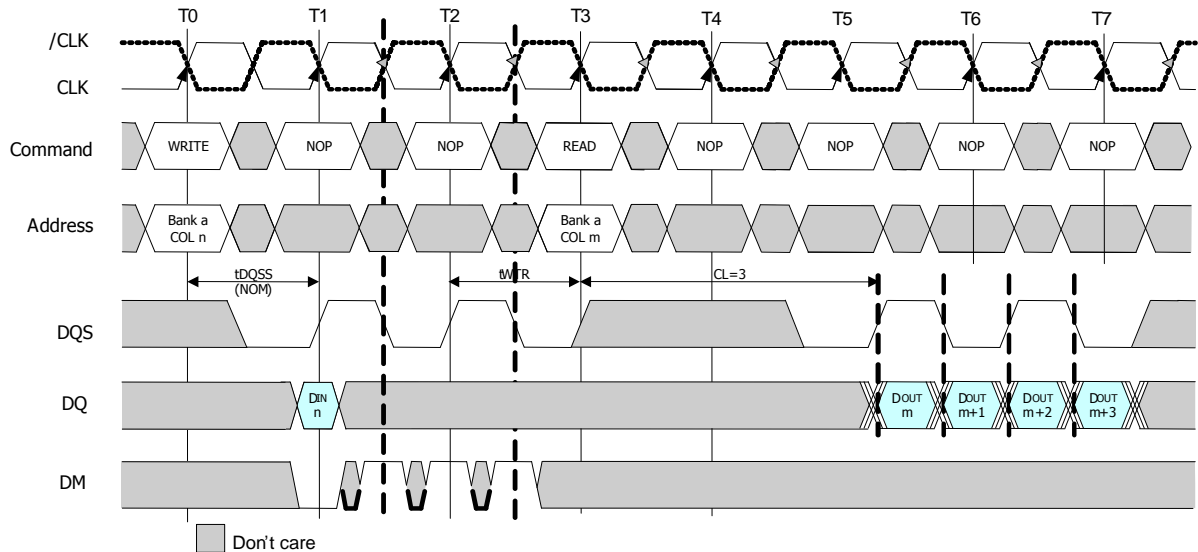 T0 T1 T2 T3 T4 T5 T6 T7
/CLK
CLK
Command WRITE NOP NOP READ NOP NOP NOP NOP
Address Bank a COL n Bank a COL m
tDQSS (NOM) tWTR CL=3
DQS
DQ DIN n DOUT m DOUT m+1 DOUT m+2 DOUT m+3
DM
Don't care